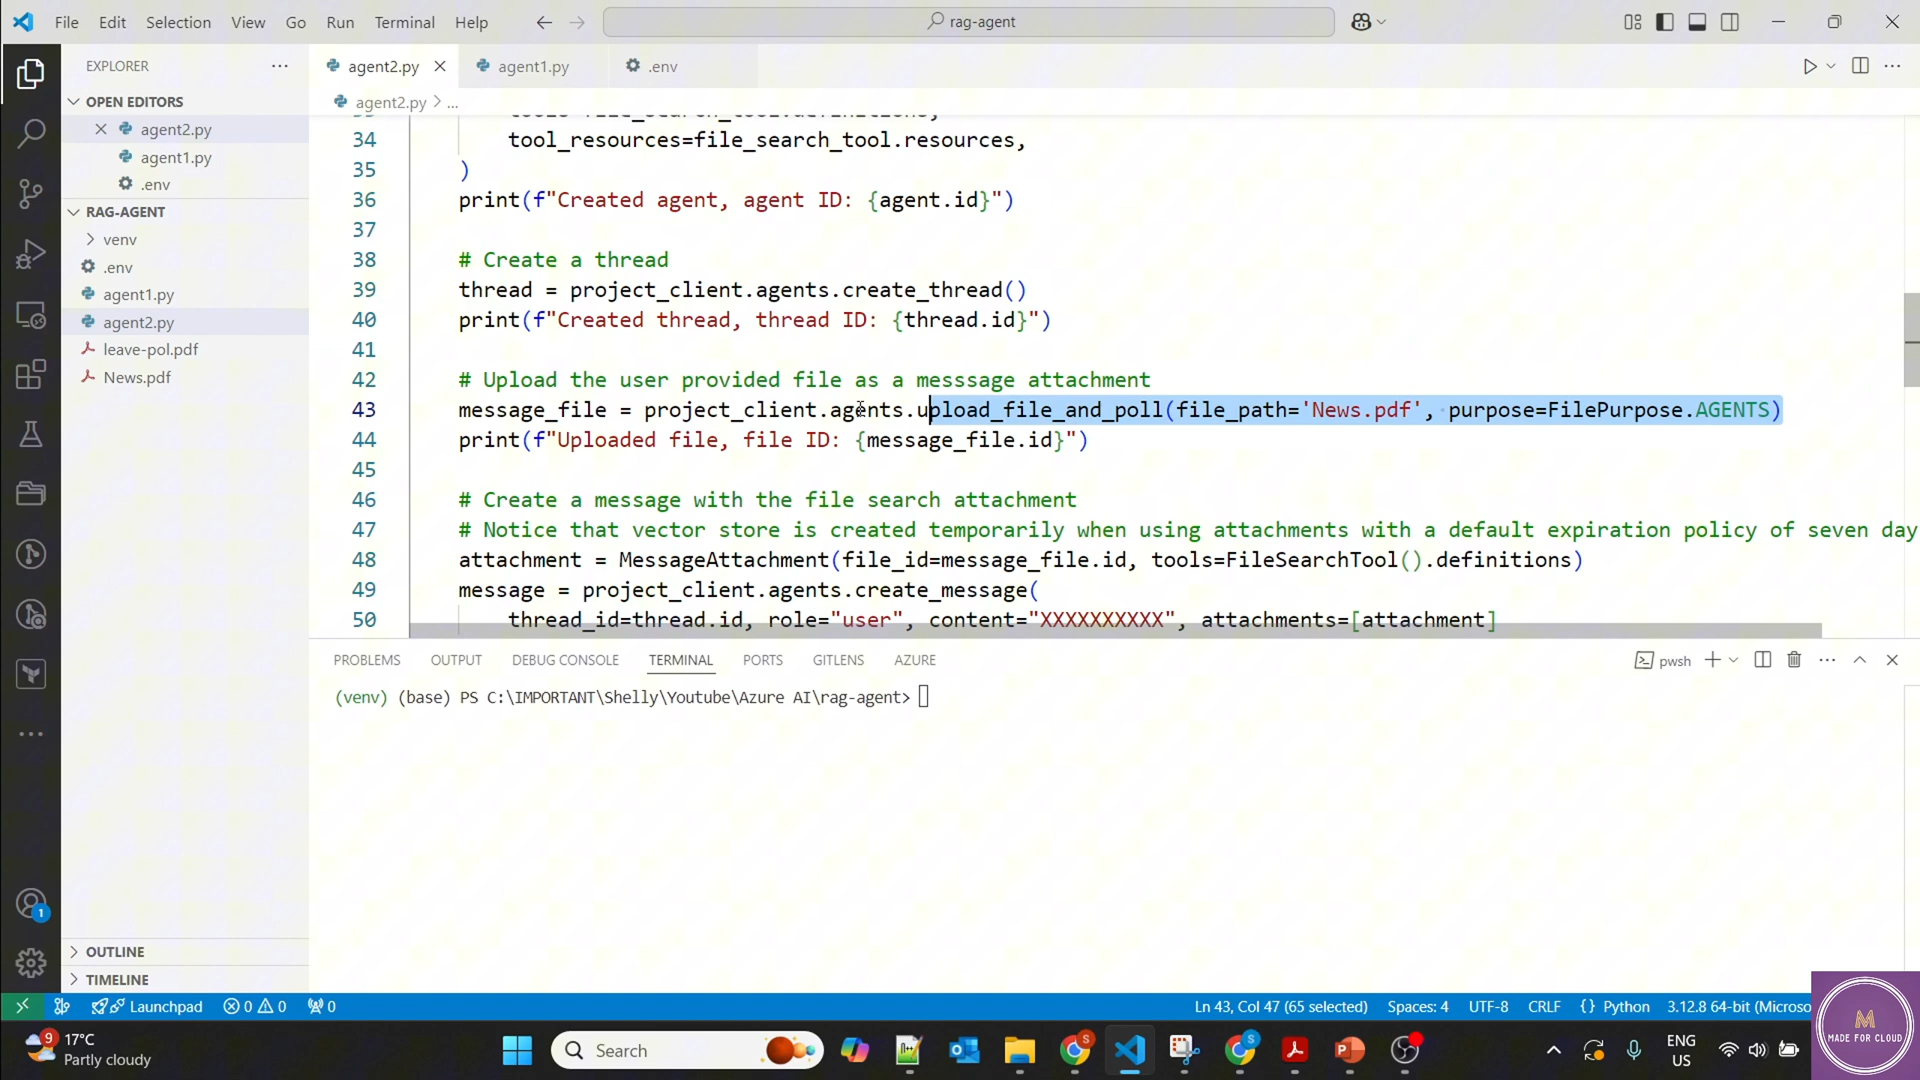 File Edit Selection View Go Run Terminal Help
rag-agent
EXPLORER
agent2.py
agent1.py
.env
OPEN EDITORS
agent2.py > ...
agent2.py
agent1.py
.env
RAG-AGENT
venv
.env
agent1.py
agent2.py
leave-pol.pdf
News.pdf
OUTLINE
TIMELINE
34 tool_resources=file_search_tool.resources,
35 )
36 print(f"Created agent, agent ID: {agent.id}")
37
38 # Create a thread
39 thread = project_client.agents.create_thread()
40 print(f"Created thread, thread ID: {thread.id}")
41
42 # Upload the user provided file as a messsage attachment
43 message_file = project_client.agents.upload_file_and_poll(file_path='News.pdf', purpose=FilePurpose.AGENTS)
44 print(f"Uploaded file, file ID: {message_file.id}")
45
46 # Create a message with the file search attachment
47 # Notice that vector store is created temporarily when using attachments with a default expiration policy of seven day
48 attachment = MessageAttachment(file_id=message_file.id, tools=FileSearchTool().definitions)
49 message = project_client.agents.create_message(
50 thread_id=thread.id, role="user", content="XXXXXXXXXX", attachments=[attachment]
PROBLEMS OUTPUT DEBUG CONSOLE TERMINAL PORTS GITLENS AZURE
pwsh
(venv) (base) PS C:\IMPORTANT\Shelly\Youtube\Azure AI\rag-agent>
1
Launchpad 0 0 0
Ln 43, Col 47 (65 selected) Spaces: 4 UTF-8 CRLF {} Python 3.12.8 64-bit (Microso
9
17°C
Partly cloudy
Search
ENG
US
M
MADE FOR CLOUD